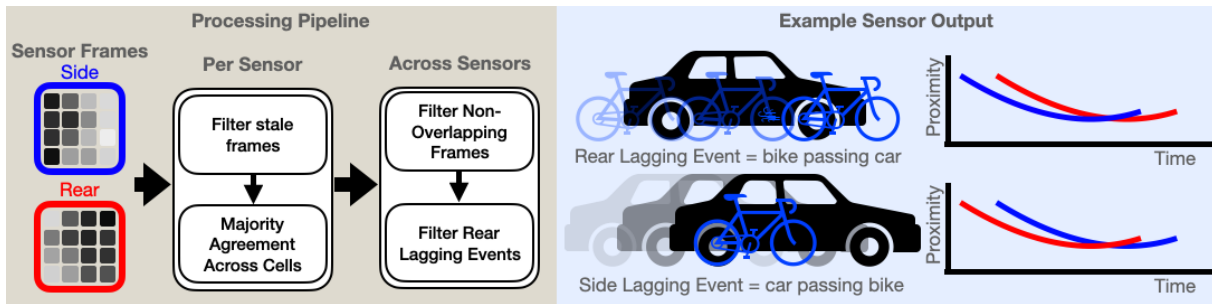 Processing Pipeline
Sensor Frames
Side
Rear
Per Sensor
Filter stale
frames
Majority
Agreement
Across Cells
Across Sensors
Filter Non-
Overlapping
Frames
Filter Rear
Lagging Events
Example Sensor Output
Rear Lagging Event = bike passing car
Proximity
Time
Side Lagging Event = car passing bike
Proximity
Time